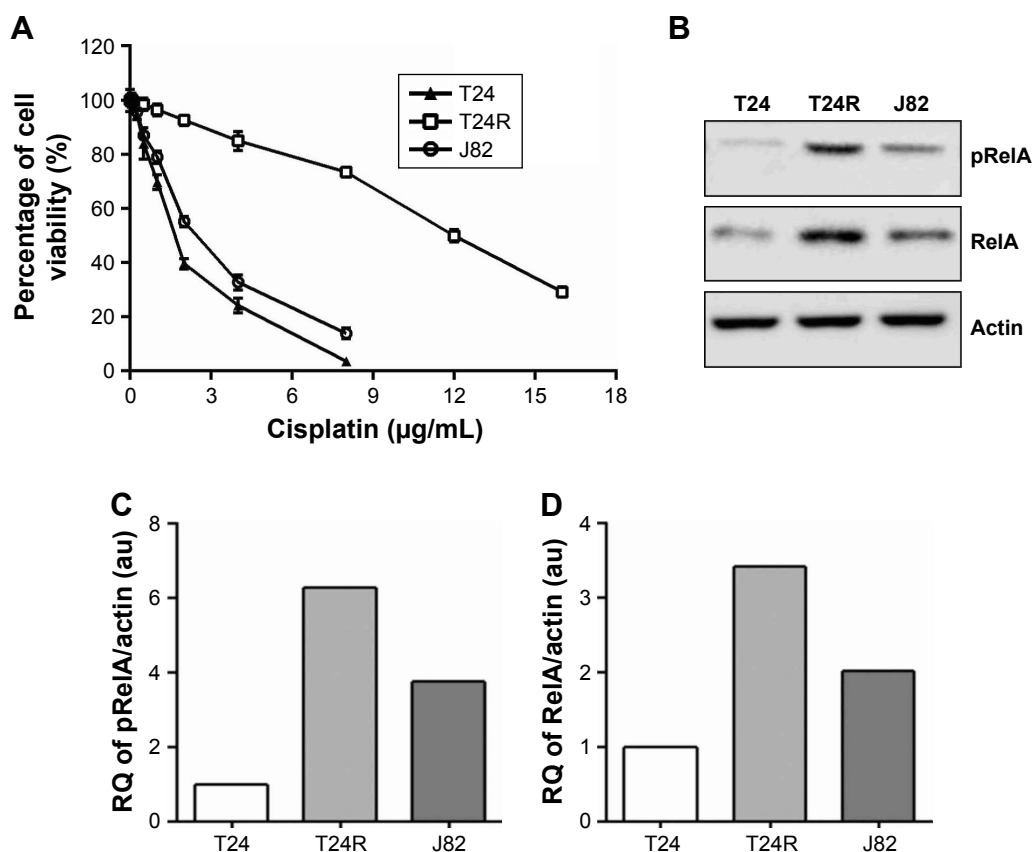 A
Percentage of cell
viability (%)
120
100
80
60
40
20
0
0
3
6
9
12
15
18
Cisplatin (µg/mL)
T24
T24R
J82
B
T24 T24R J82
pRelA
RelA
Actin
C
RQ of pRelA/actin (au)
8
6
4
2
0
T24 T24R J82
D
RQ of RelA/actin (au)
4
3
2
1
0
T24 T24R J82